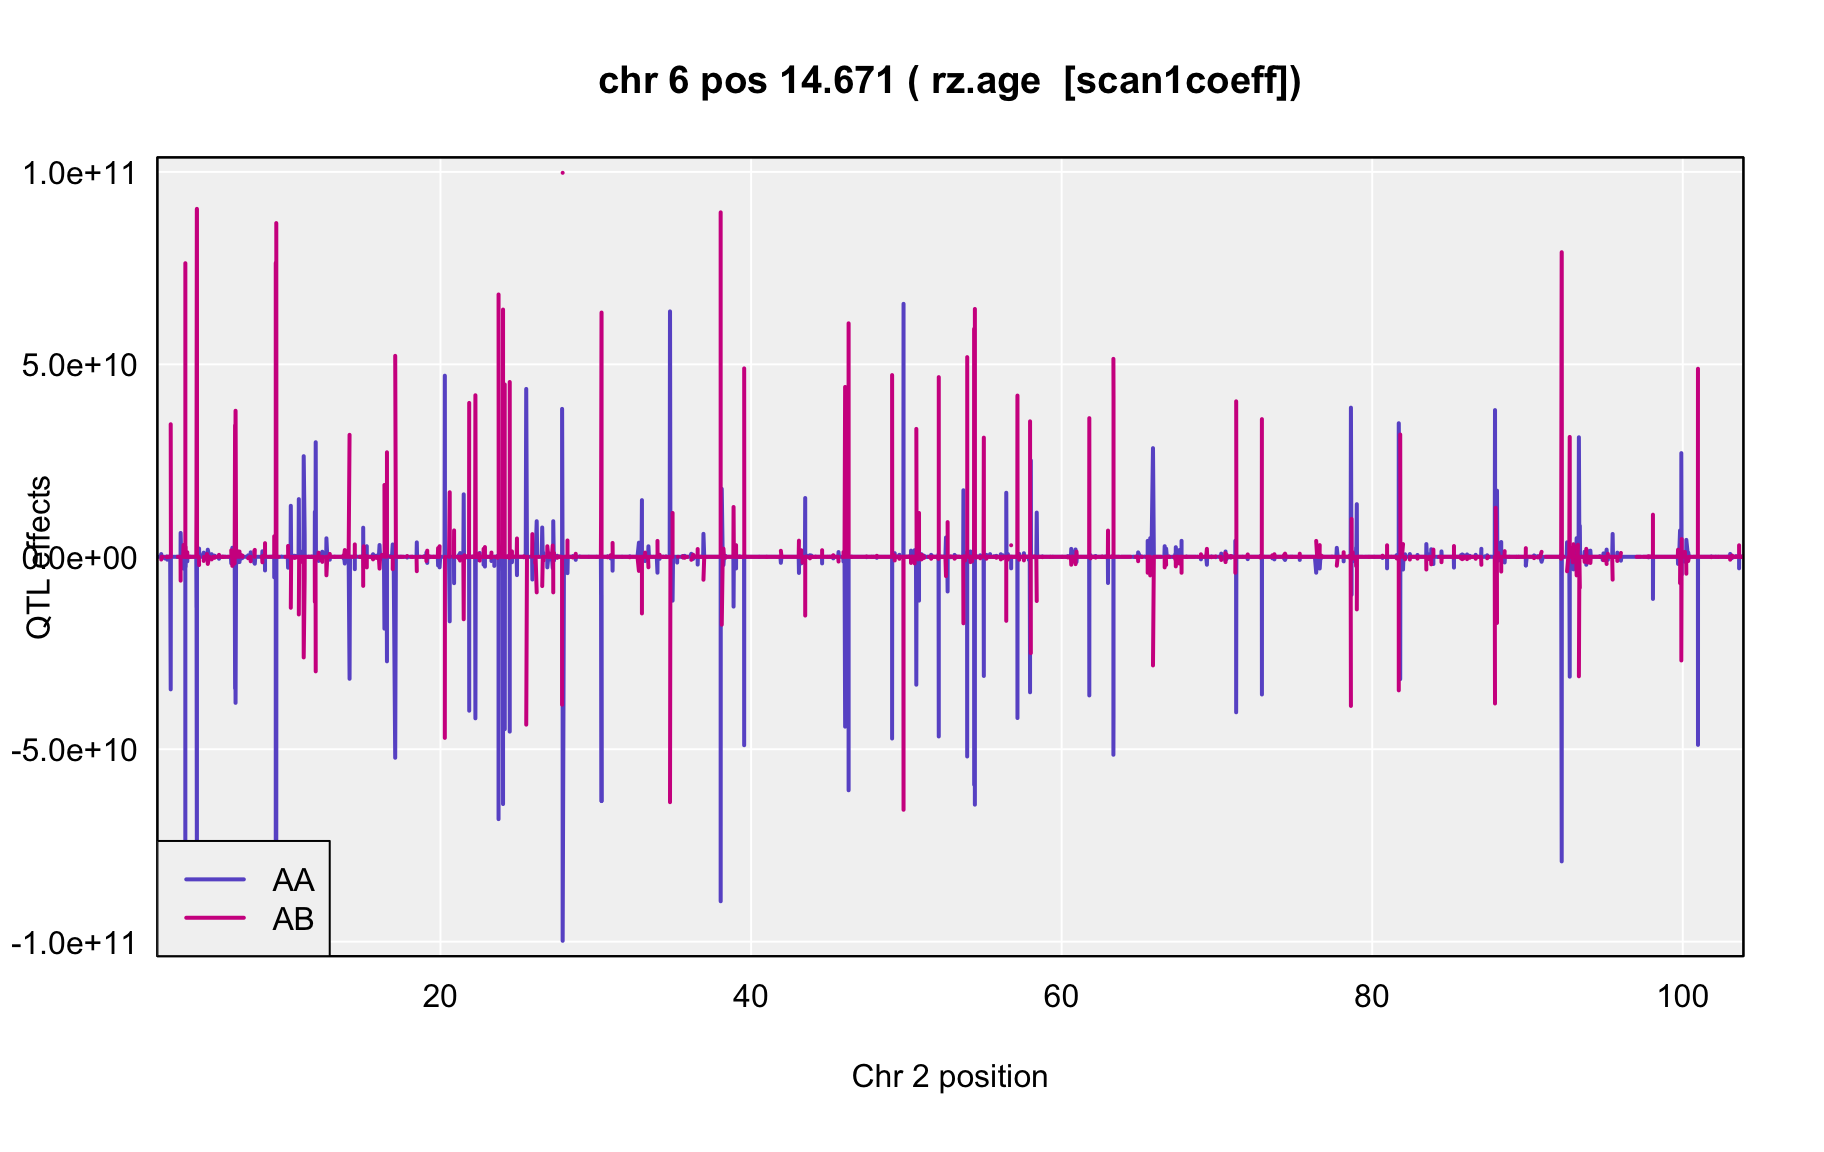 chr 6 pos 14.671 ( rz.age  [scan1coeff])
1.0e+11
5.0e+10
0.0e+00
-5.0e+10
-1.0e+11
QTL effects
AA
AB
20 40 60 80 100
Chr 2 position